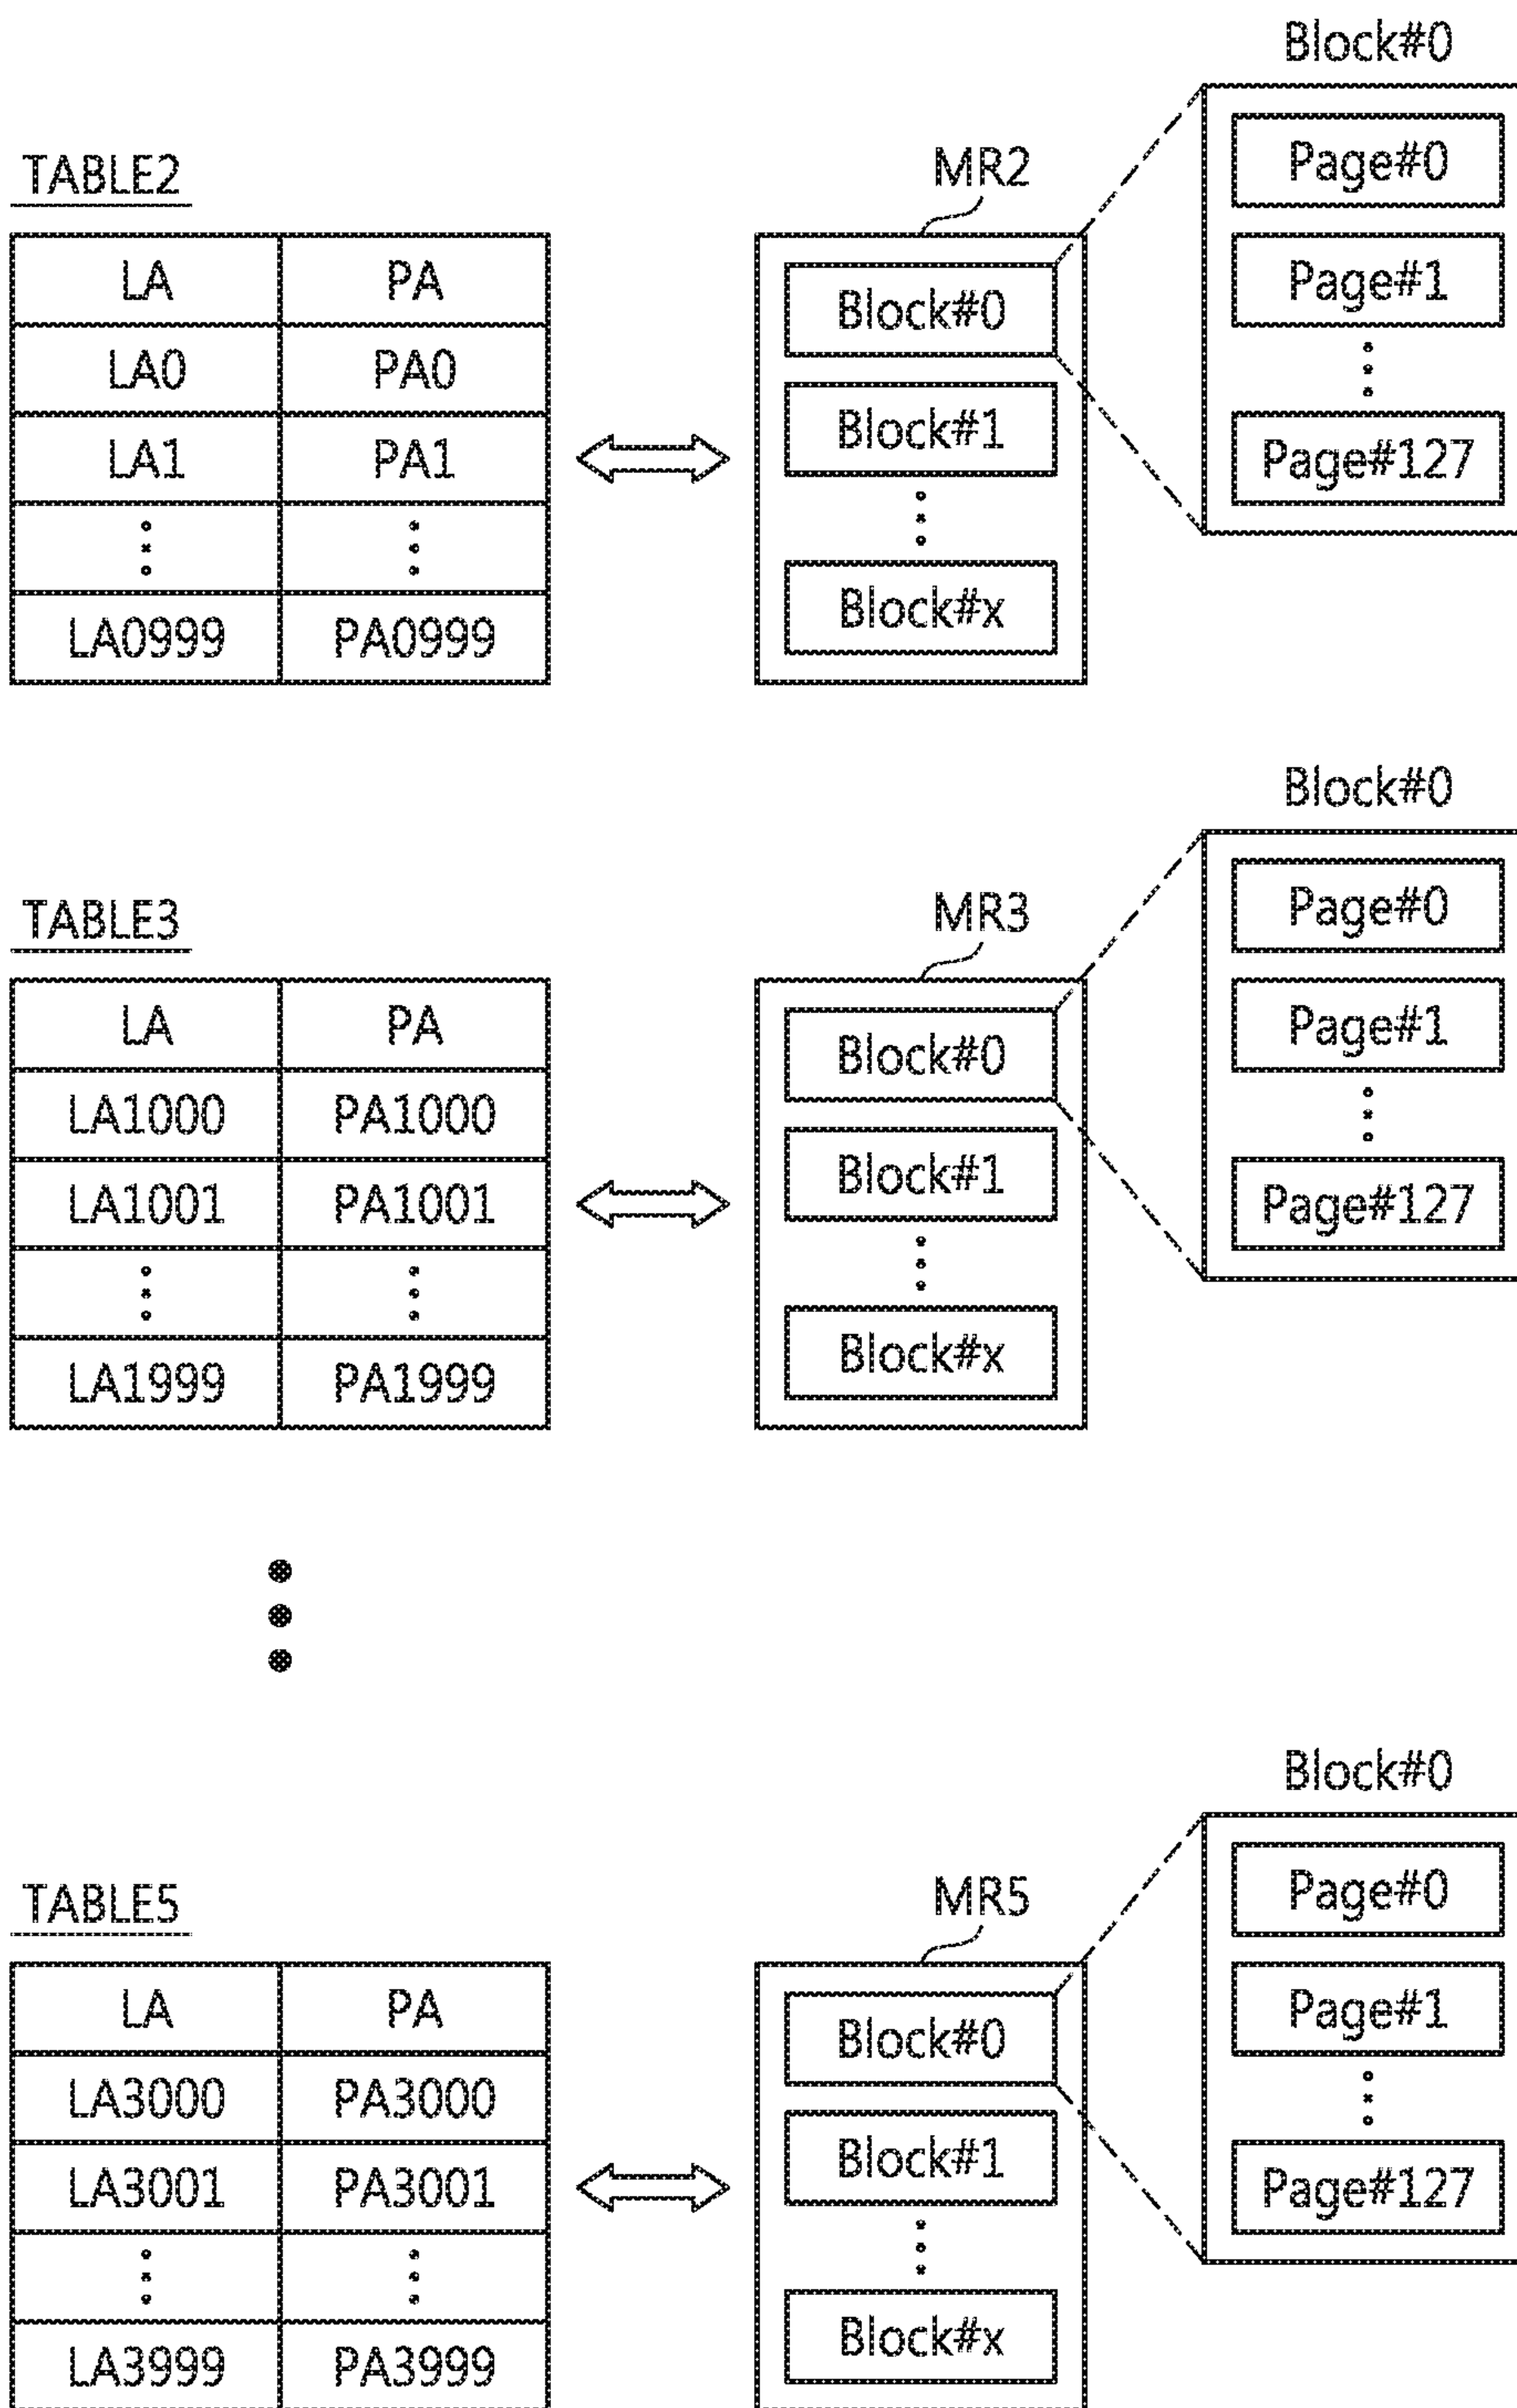 Block#0
Page#0
Page#1
Page#127
TABLE2
LA PA
LA0 PA0
LA1 PA1
LA0999 PA0999
MR2
Block#0
Block#1
Block#x
Block#0
Page#0
Page#1
Page#127
TABLE3
LA PA
LA1000 PA1000
LA1001 PA1001
LA1999 PA1999
MR3
Block#0
Block#1
Block#x
Block#0
Page#0
Page#1
Page#127
TABLE5
LA PA
LA3000 PA3000
LA3001 PA3001
LA3999 PA3999
MR5
Block#0
Block#1
Block#x